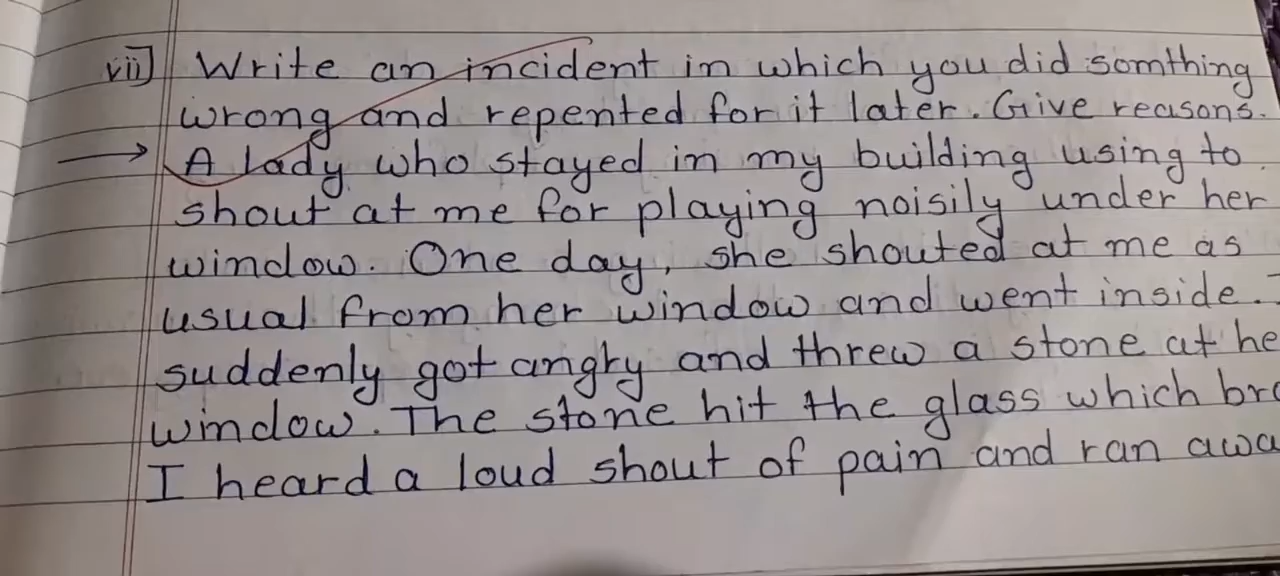 vii] Write an incident in which you did somthing
wrong and repented for it later. Give reasons.
→ A lady who stayed in my building using to
shout at me for playing noisily under her
window. One day, she shouted at me as
usual from her window and went inside.
suddenly got angry and threw a stone at he
window. The stone hit the glass which bro
I heard a loud shout of pain and ran awa